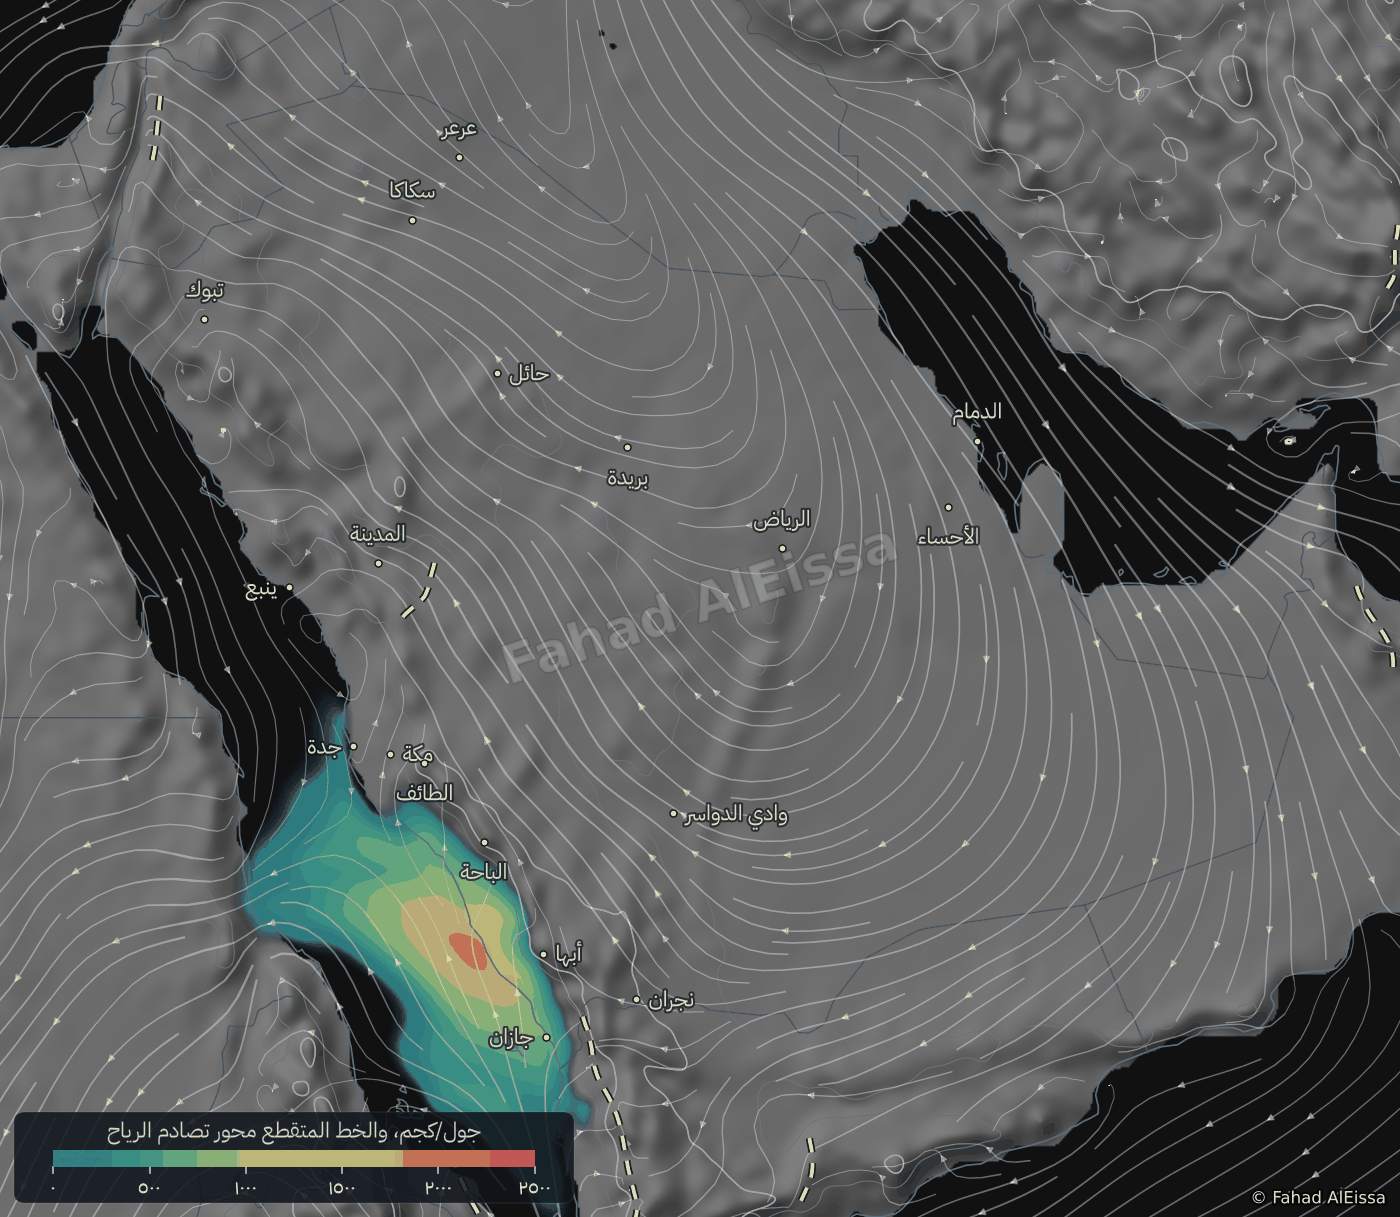 عرعر
سكاكا
تبوك
حائل
الدمام
بريدة
الرياض
المدينة
الأحساء
ينبع
Fahad AlEissa
جدة
مكة
الطائف
وادي الدواسر
الباحة
أبها
نجران
جازان
جول/كجم، والخط المتقطع محور تصادم الرياح
٠ ٥٠٠ ١٠٠٠ ١٥٠٠ ٢٠٠٠ ٢٥٠٠
© Fahad AlEissa